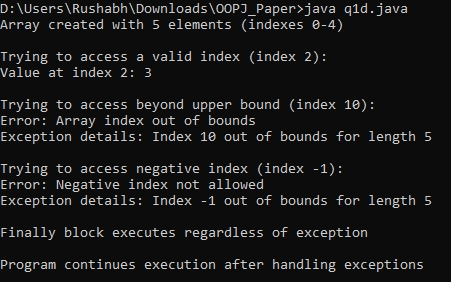 D:\Users\Rushabh\Downloads\OOPJ_Paper>java q1d.java
Array created with 5 elements (indexes 0-4)
Trying to access a valid index (index 2):
Value at index 2: 3
Trying to access beyond upper bound (index 10):
Error: Array index out of bounds
Exception details: Index 10 out of bounds for length 5
Trying to access negative index (index -1):
Error: Negative index not allowed
Exception details: Index -1 out of bounds for length 5
Finally block executes regardless of exception
Program continues execution after handling exceptions